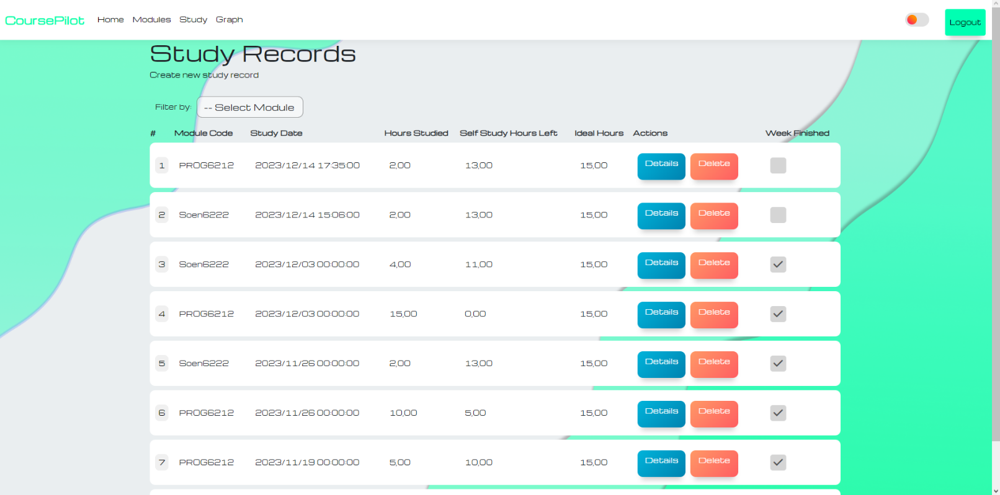 CoursePilot Home Modules Study Graph Logout
Study Records
Create new study record
Filter by: -- Select Module
# Module Code Study Date Hours Studied Self Study Hours Left Ideal Hours Actions Week Finished
1 PROG6212 2023/12/14 17:35:00 2,00 13,00 15,00 Details Delete
2 Soen6222 2023/12/14 15:06:00 2,00 13,00 15,00 Details Delete
3 Soen6222 2023/12/03 00:00:00 4,00 11,00 15,00 Details Delete
4 PROG6212 2023/12/03 00:00:00 15,00 0,00 15,00 Details Delete
5 Soen6222 2023/11/26 00:00:00 2,00 13,00 15,00 Details Delete
6 PROG6212 2023/11/26 00:00:00 10,00 5,00 15,00 Details Delete
7 PROG6212 2023/11/19 00:00:00 5,00 10,00 15,00 Details Delete